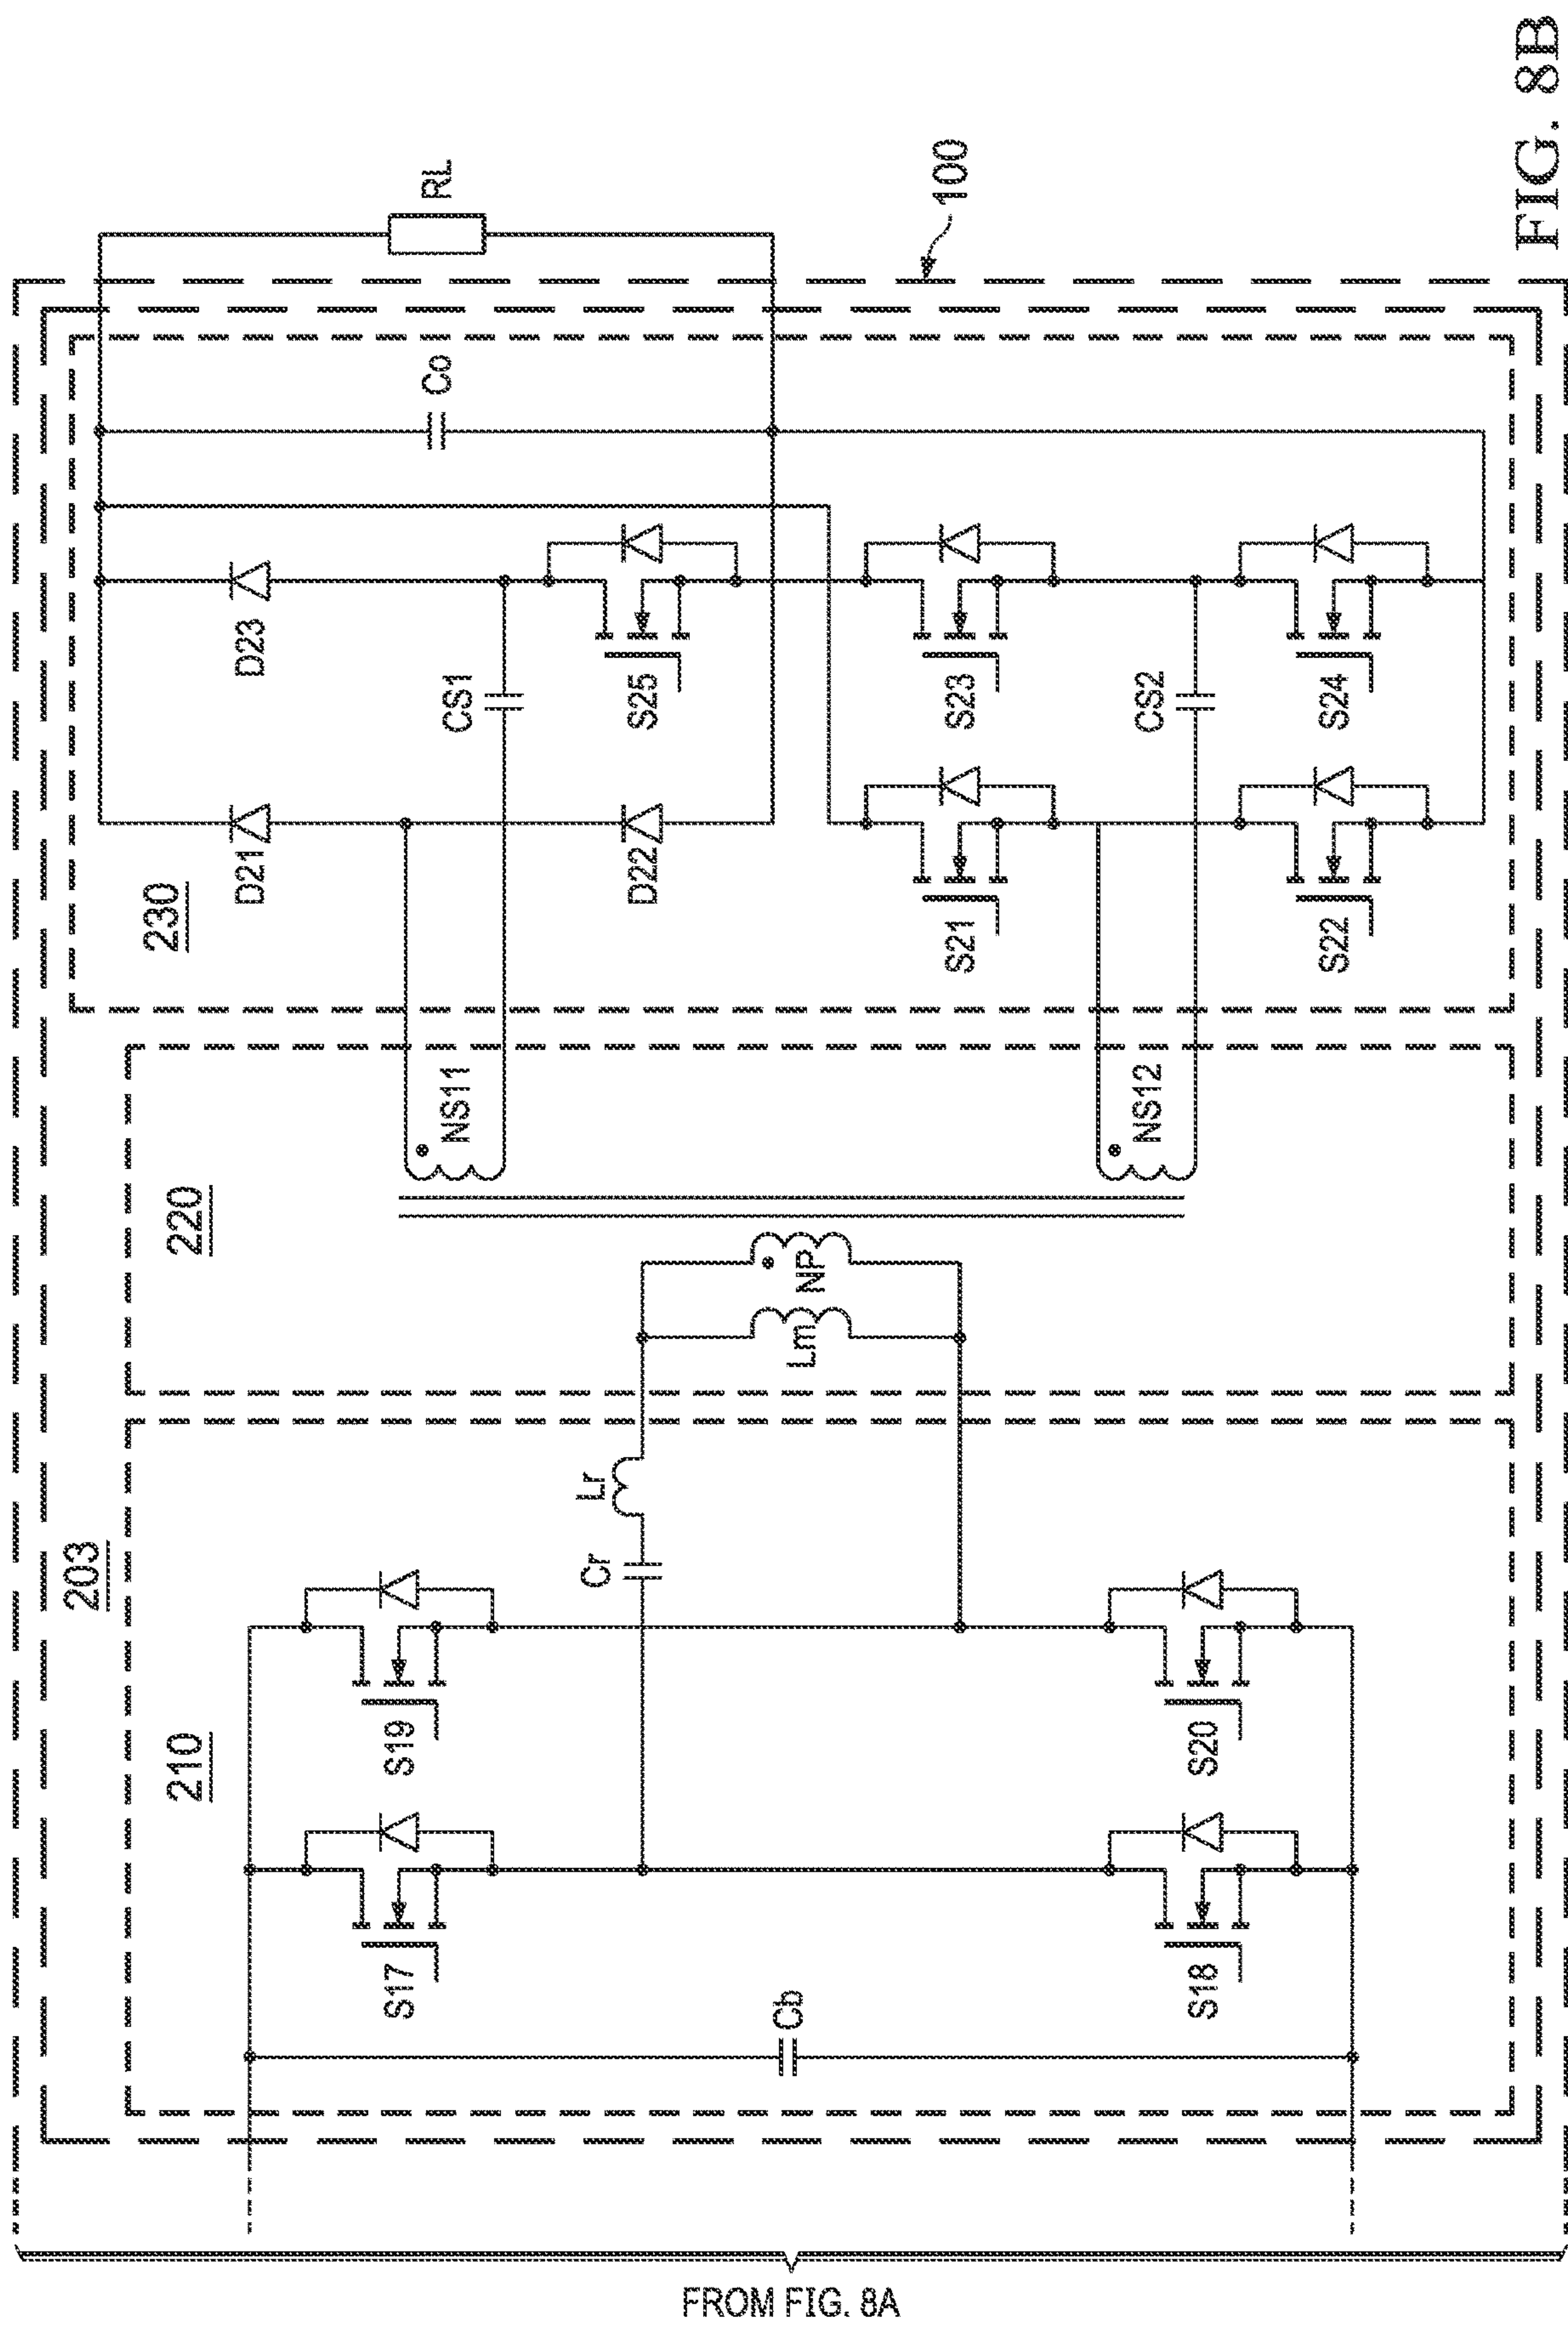 203
210
220
230
S17
S19
Cb
Cr
Lr
S18
S20
Lm
NP
NS11
NS12
D21
D23
CS1
D22
S25
S21
S23
CS2
S22
S24
Co
RL
100
FROM FIG. 8A
FIG. 8B